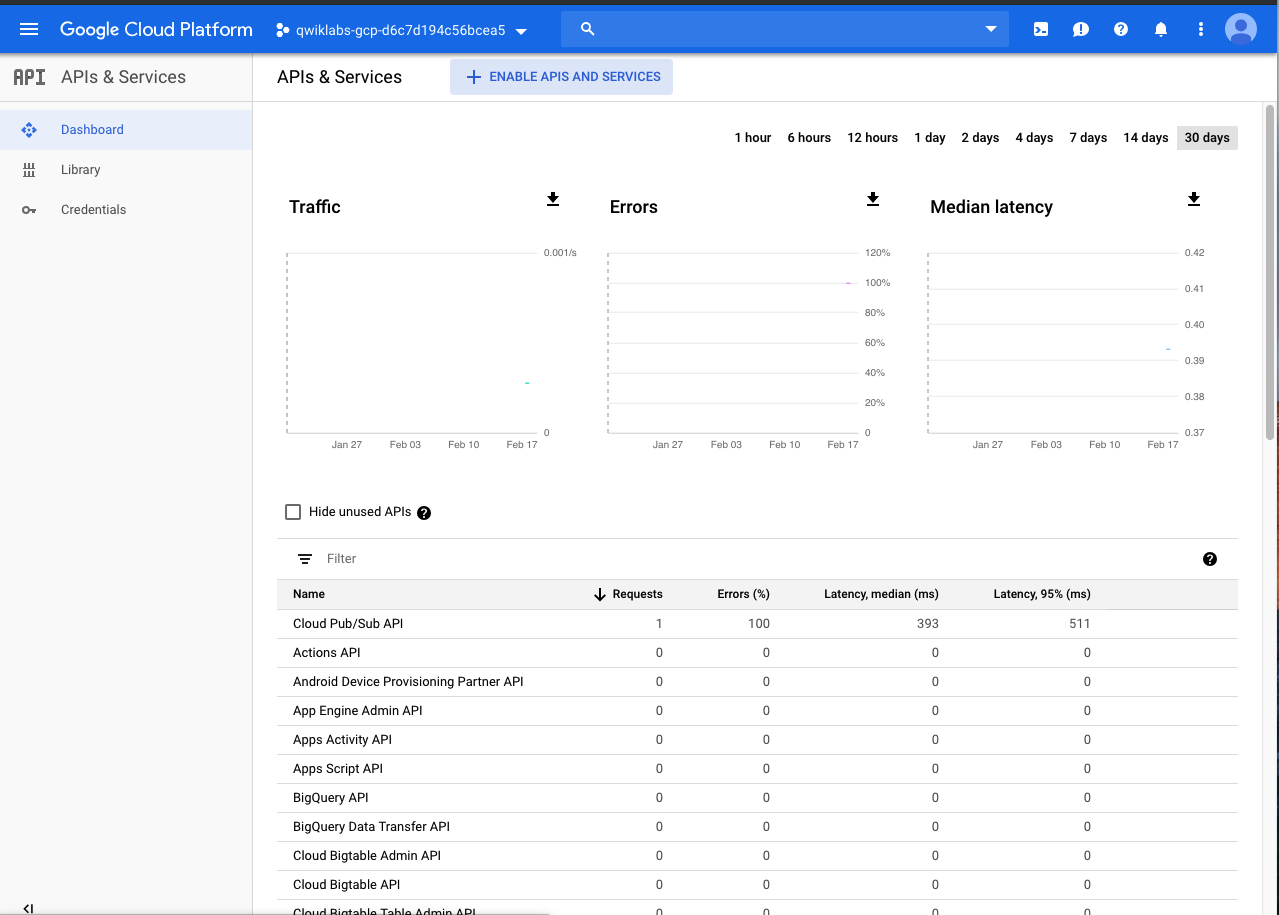 Google Cloud Platform qwiklabs-gcp-d6c7d194c56bcea5
API APIs & Services
Dashboard
Library
Credentials
APIs & Services ENABLE APIS AND SERVICES
1 hour 6 hours 12 hours 1 day 2 days 4 days 7 days 14 days 30 days
Traffic
0.001/s
0
Jan 27 Feb 03 Feb 10 Feb 17
Errors
120%
100%
80%
60%
40%
20%
0
Jan 27 Feb 03 Feb 10 Feb 17
Median latency
0.42
0.41
0.40
0.39
0.38
0.37
Jan 27 Feb 03 Feb 10 Feb 17
Hide unused APIs
Filter
Name Requests Errors (%) Latency, median (ms) Latency, 95% (ms)
Cloud Pub/Sub API 1 100 393 511
Actions API 0 0 0 0
Android Device Provisioning Partner API 0 0 0 0
App Engine Admin API 0 0 0 0
Apps Activity API 0 0 0 0
Apps Script API 0 0 0 0
BigQuery API 0 0 0 0
BigQuery Data Transfer API 0 0 0 0
Cloud Bigtable Admin API 0 0 0 0
Cloud Bigtable API 0 0 0 0
Cloud Bigtable Table Admin API 0 0 0 0